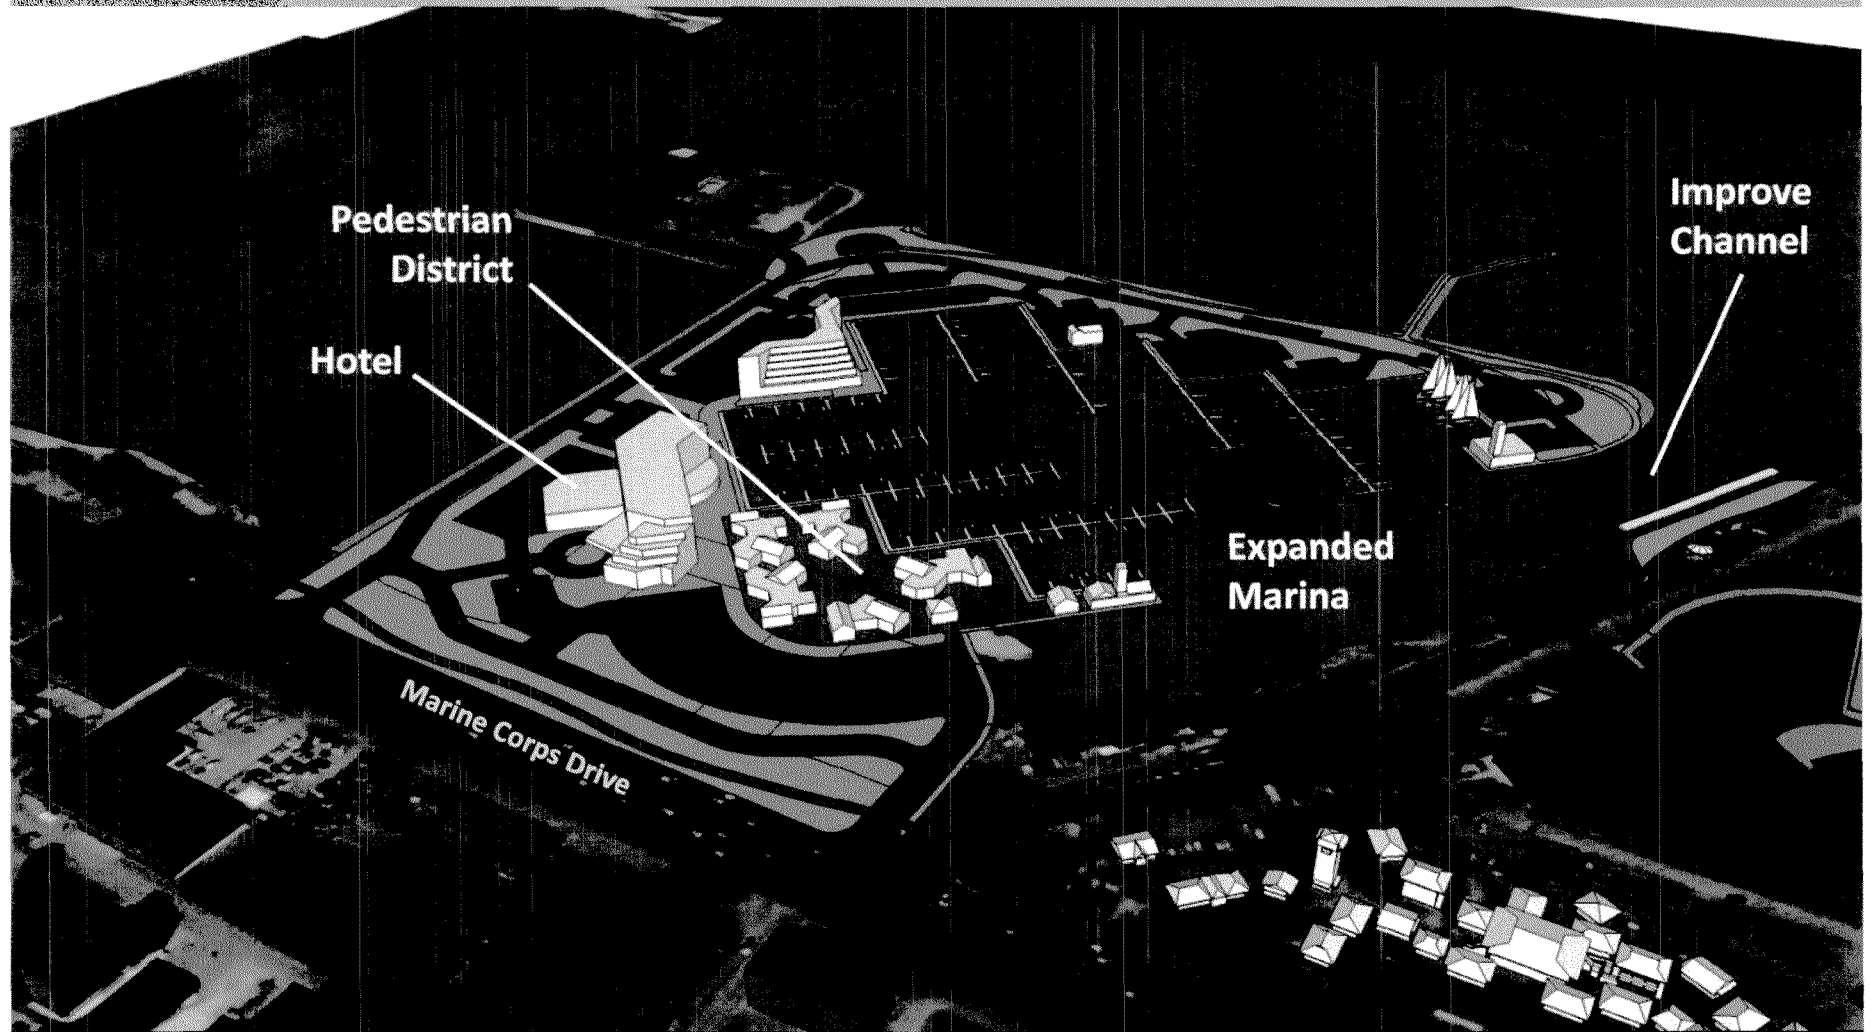 Pedestrian
District
Improve
Channel
Hotel
Expanded
Marina
Marine Corps Drive